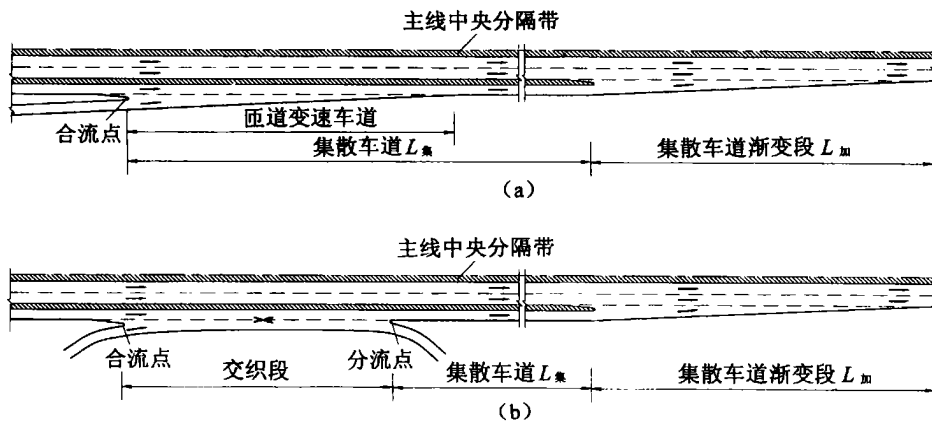 主线中央分隔带
合流点
匝道变速车道
集散车道L集
集散车道渐变段 L加
(a)
主线中央分隔带
合流点
分流点
交织段
集散车道L集
集散车道渐变段 L加
(b)